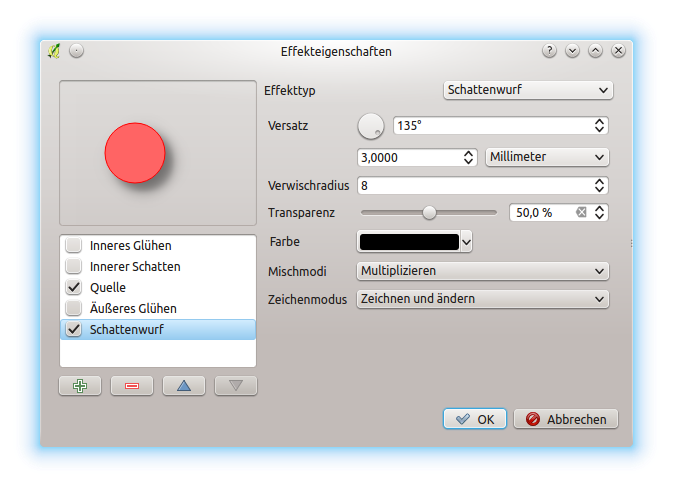 Effekteigenschaften
Effekttyp Schattenwurf
Versatz 135°
3,0000 Millimeter
Verwischradius 8
Transparenz 50,0 %
Farbe
Mischmodi Multiplizieren
Zeichenmodus Zeichnen und ändern
Inneres Glühen
Innerer Schatten
Quelle
Äußeres Glühen
Schattenwurf
OK Abbrechen